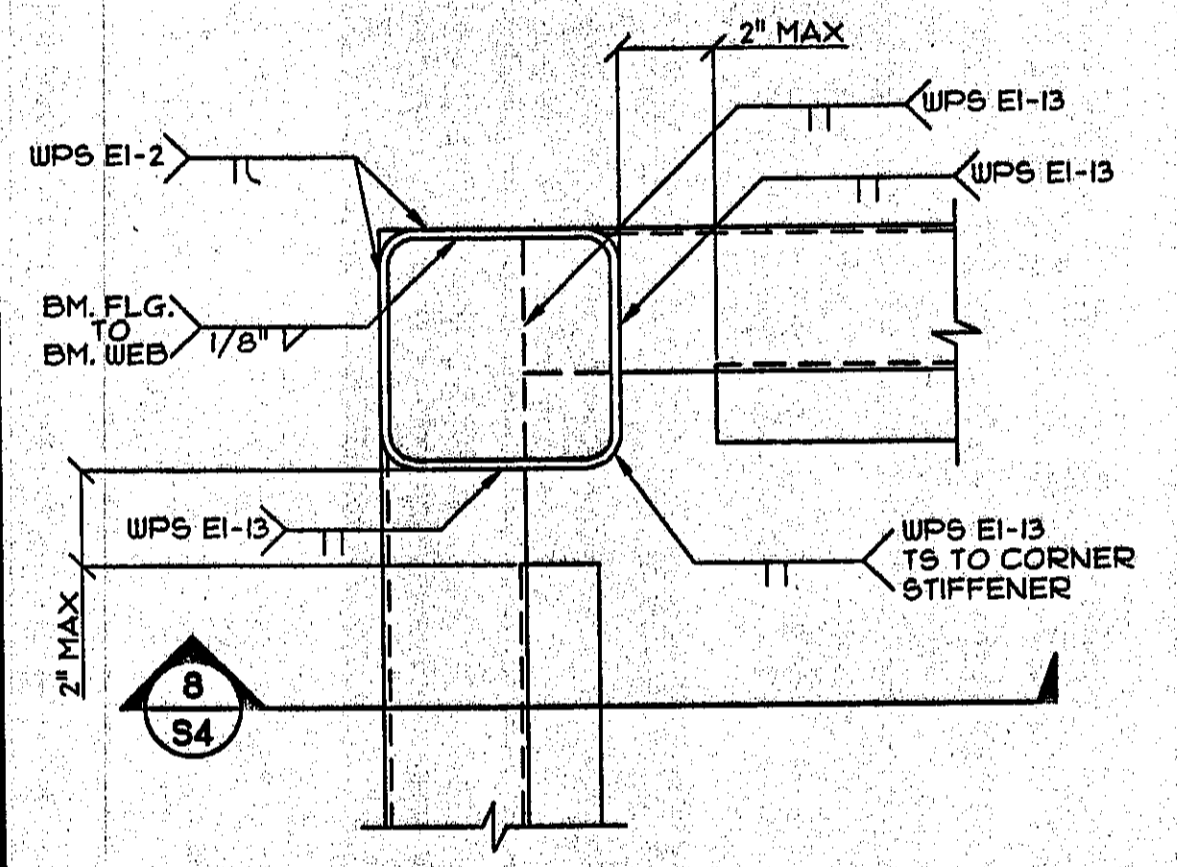 2" MAX
WPS E1-13
WPS E1-2
WPS E1-13
BM. FLG.
TO
BM. WEB
1/8"
WPS E1-13
WPS E1-13
TS TO CORNER
STIFFENER
2" MAX
8
S4